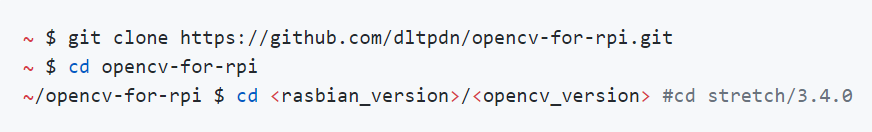 ~ $ git clone https://github.com/dltpdn/opencv-for-rpi.git
~ $ cd opencv-for-rpi
~/opencv-for-rpi $ cd <rasbian_version>/<opencv_version> #cd stretch/3.4.0